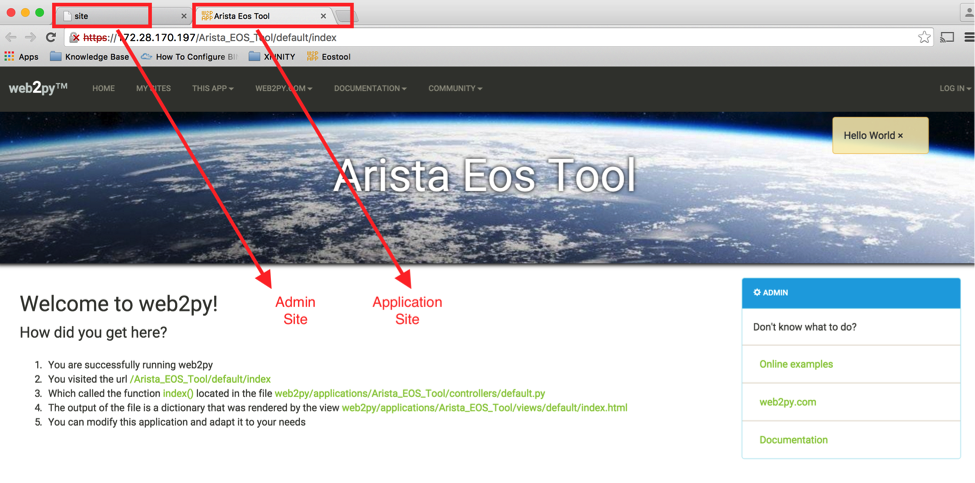 site
Arista Eos Tool
https://172.28.170.197/Arista_EOS_Tool/default/index
Apps Knowledge Base How To Configure XFINITY Eostool
web2py™ HOME MY SITES THIS APP WEB2PY.COM DOCUMENTATION COMMUNITY LOG IN
Hello World ×
Arista Eos Tool
Welcome to web2py!
How did you get here?
1. You are successfully running web2py
2. You visited the url /Arista_EOS_Tool/default/index
3. Which called the function index() located in the file web2py/applications/Arista_EOS_Tool/controllers/default.py
4. The output of the file is a dictionary that was rendered by the view web2py/applications/Arista_EOS_Tool/views/default/index.html
5. You can modify this application and adapt it to your needs
Admin
Site
Application
Site
ADMIN
Don't know what to do?
Online examples
web2py.com
Documentation